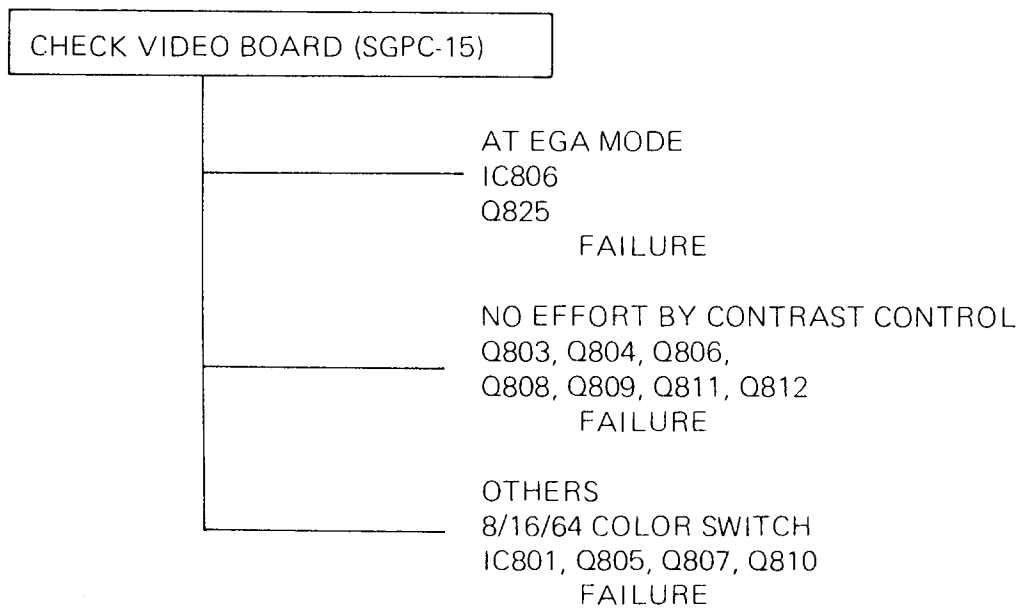 CHECK VIDEO BOARD (SGPC-15)
AT EGA MODE
IC806
Q825
FAILURE
NO EFFORT BY CONTRAST CONTROL
Q803, Q804, Q806,
Q808, Q809, Q811, Q812
FAILURE
OTHERS
8/16/64 COLOR SWITCH
IC801, Q805, Q807, Q810
FAILURE